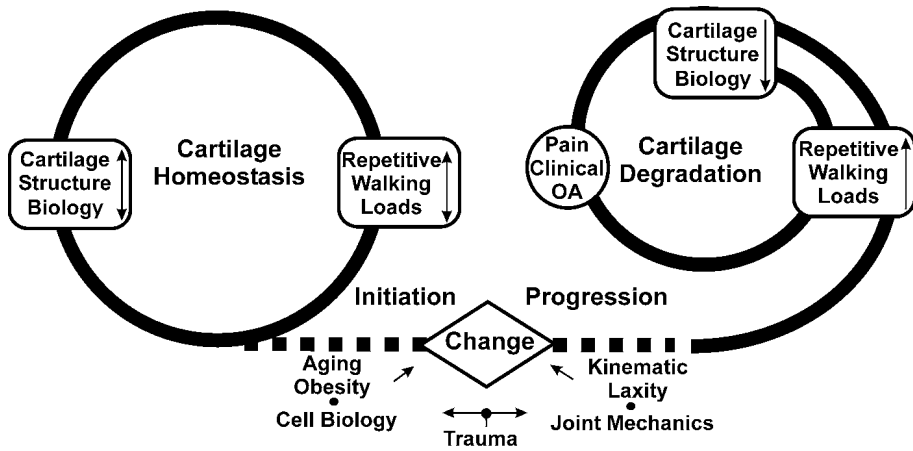 Cartilage
Structure
Biology
Cartilage
Homeostasis
Repetitive
Walking
Loads
Cartilage
Structure
Biology
Pain
Clinical
OA
Cartilage
Degradation
Repetitive
Walking
Loads
Initiation
Progression
Change
Aging
Obesity
Cell Biology
Trauma
Kinematic
Laxity
Joint Mechanics